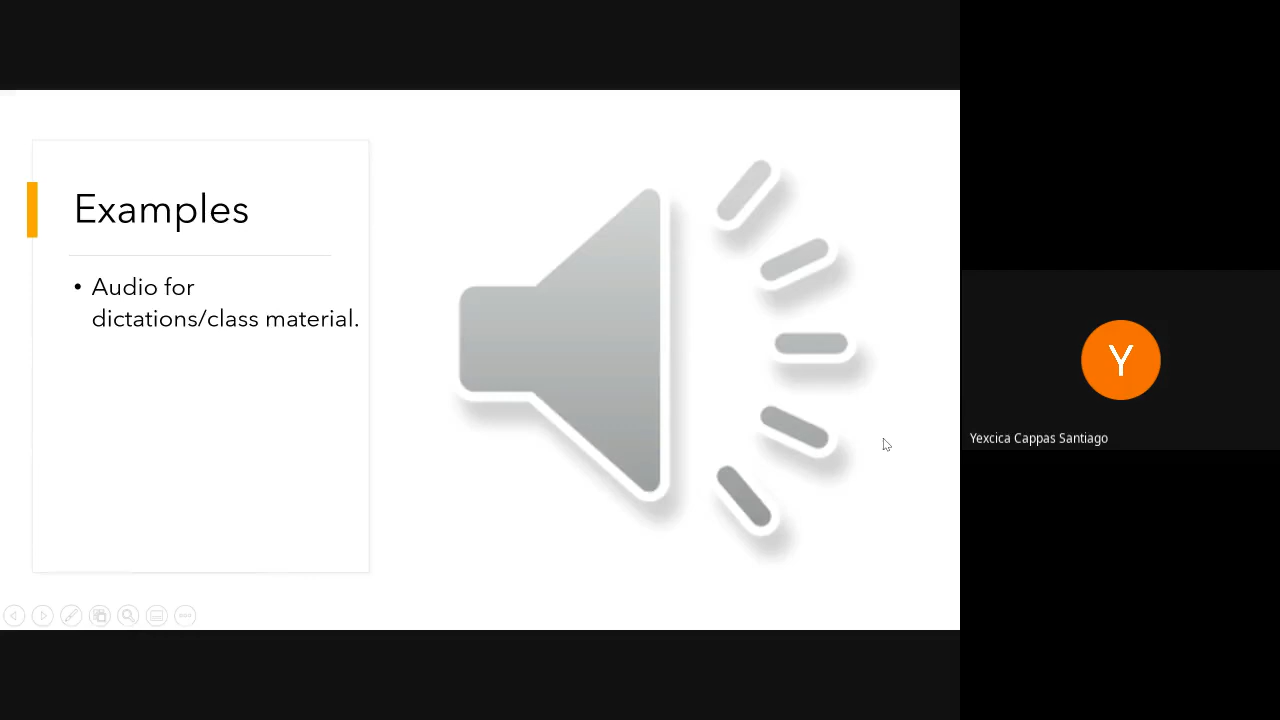 Examples
• Audio for
dictations/class material.
Y
Yexcica Cappas Santiago